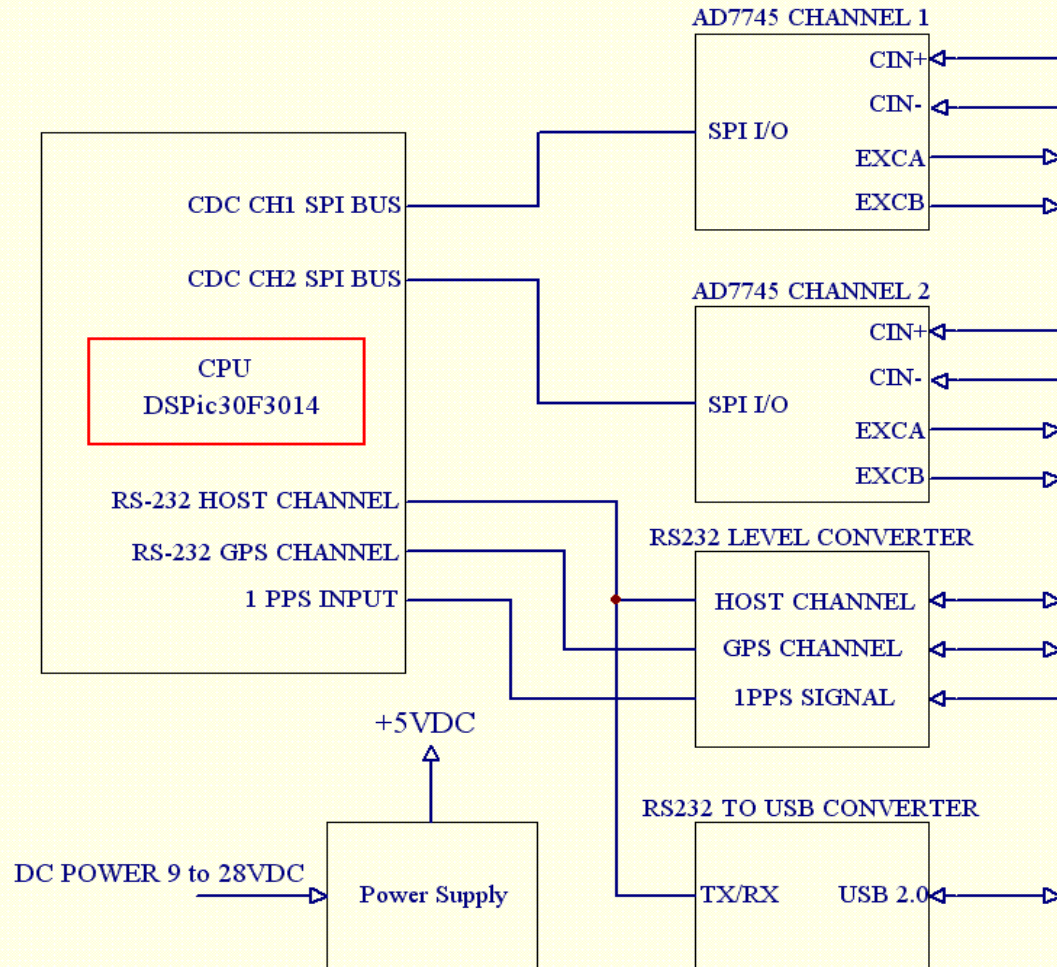 AD7745 CHANNEL 1
CIN+
CIN-
SPI I/O
EXCA
EXCB
CDC CH1 SPI BUS
CDC CH2 SPI BUS
AD7745 CHANNEL 2
CIN+
CIN-
SPI I/O
EXCA
EXCB
CPU
DSPic30F3014
RS-232 HOST CHANNEL
RS-232 GPS CHANNEL
1 PPS INPUT
RS232 LEVEL CONVERTER
HOST CHANNEL
GPS CHANNEL
1PPS SIGNAL
+5VDC
DC POWER 9 to 28VDC
Power Supply
RS232 TO USB CONVERTER
TX/RX
USB 2.0